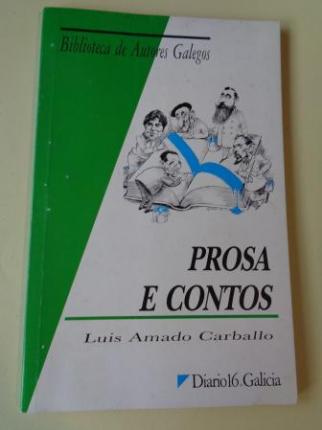 Biblioteca de Autores Galegos
PROSA
E CONTOS
Luis Amado Carballo
Diario16.Galicia